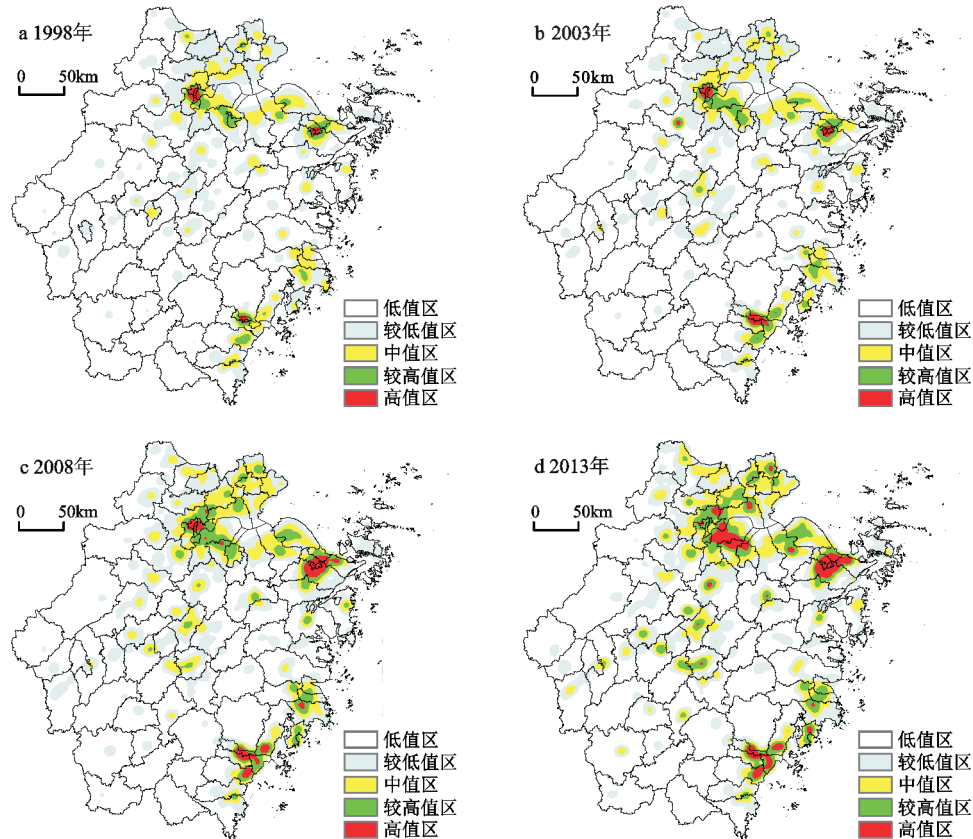 a 1998年
0 50km
低值区
较低值区
中值区
较高值区
高值区
b 2003年
0 50km
低值区
较低值区
中值区
较高值区
高值区
c 2008年
0 50km
低值区
较低值区
中值区
较高值区
高值区
d 2013年
0 50km
低值区
较低值区
中值区
较高值区
高值区